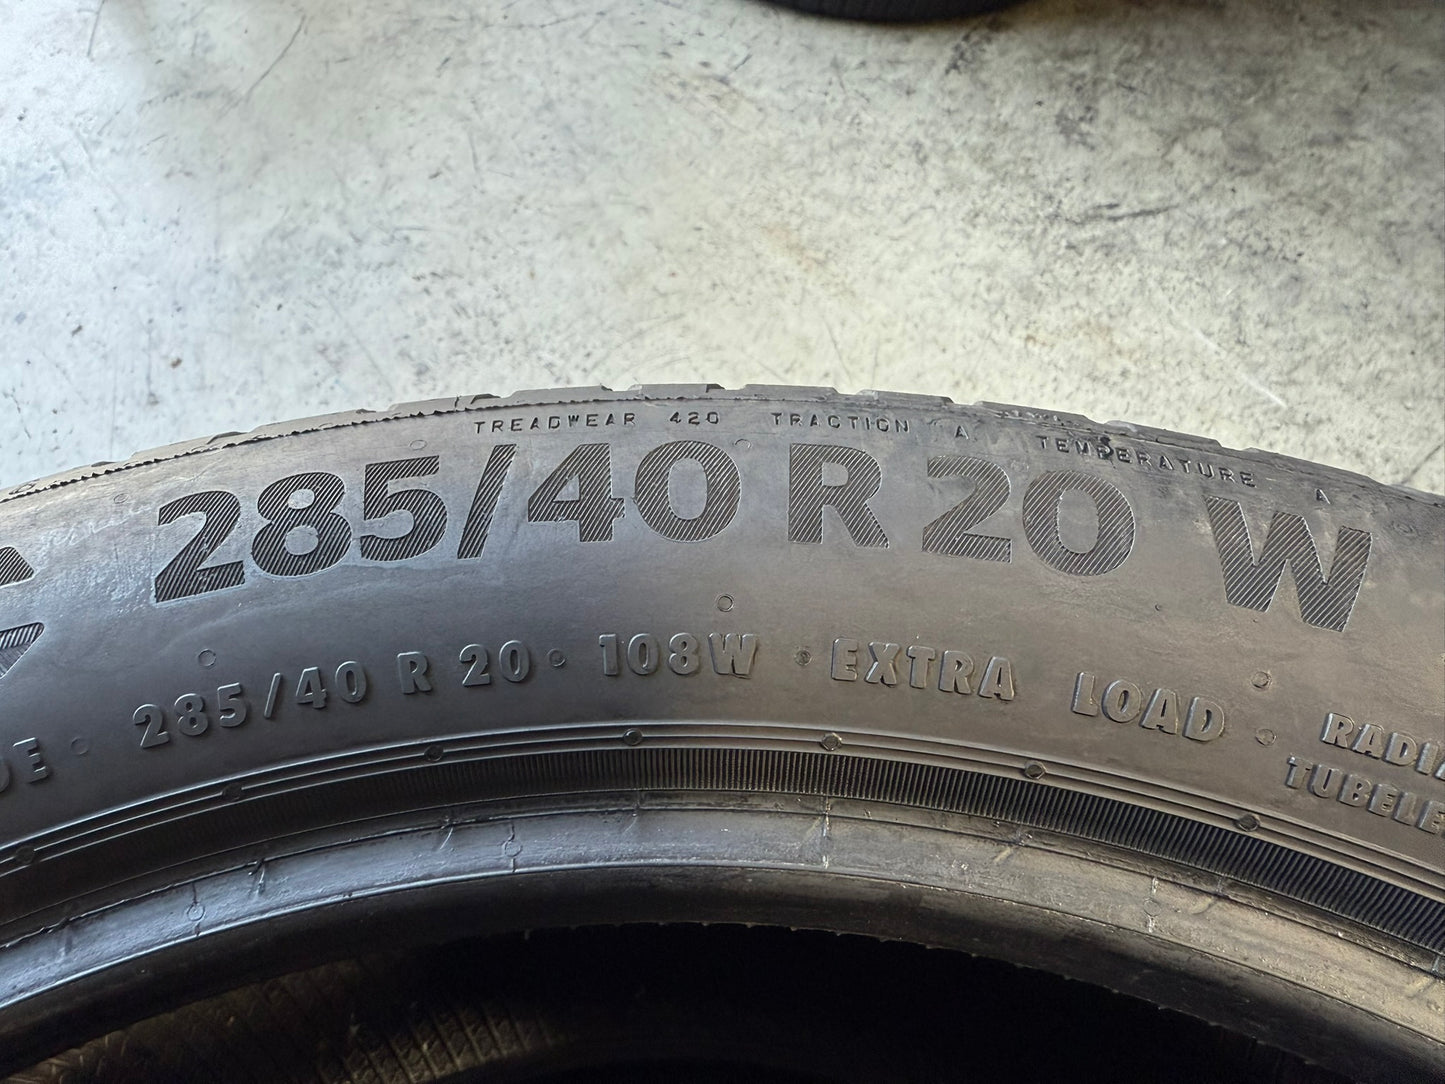 TREADWEAR 420 TRACTION A TEMPERATURE A
285/40 R 20 W
285/40 R 20 · 108W · EXTRA LOAD ·